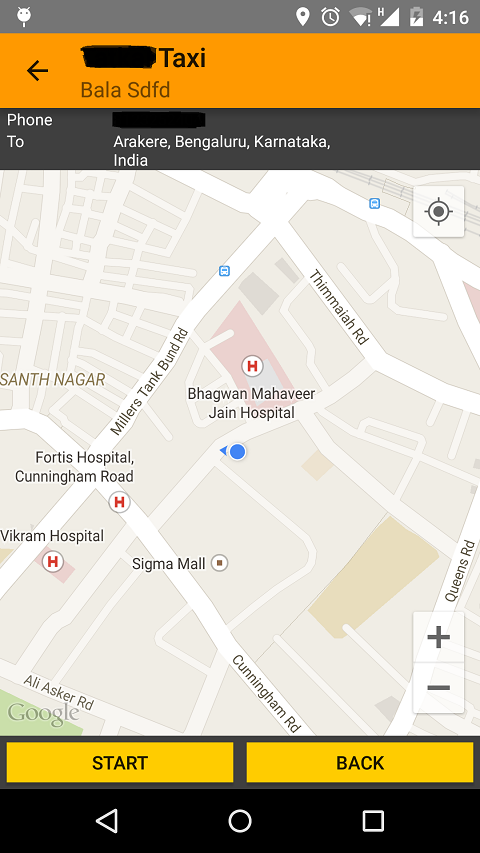 4:16
Taxi
Bala Sdfd
Phone
To
Arakere, Bengaluru, Karnataka,
India
Thimmaiah Rd
Millers Tank Bund Rd
SANTH NAGAR
H
Bhagwan Mahaveer
Jain Hospital
Fortis Hospital,
Cunningham Road
H
Vikram Hospital
H
Sigma Mall
Queens Rd
Cunningham Rd
Ali Asker Rd
Google
START
BACK